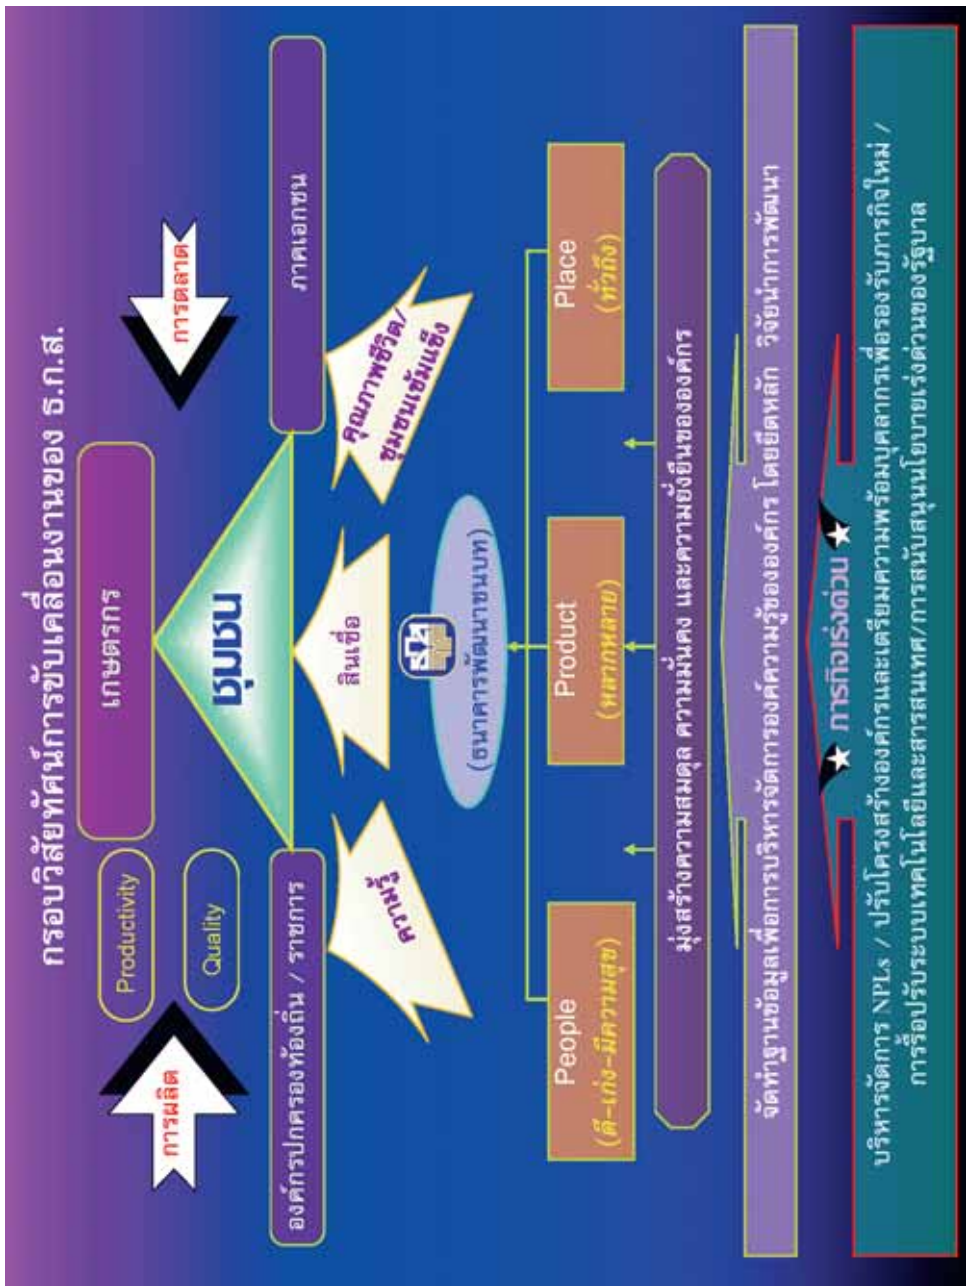 กรอบวิสัยทัศน์การขับเคลื่อนงานของ ธ.ก.ส.
การผลิต
Productivity
Quality
เกษตรกร
การตลาด
ชุมชน
องค์กรปกครองท้องถิ่น / ราชการ
ภาคเอกชน
ความรู้
สินเชื่อ
คุณภาพชีวิต/
ชุมชนเข้มแข็ง
(ธนาคารพัฒนาชนบท)
People
(ดี-เก่ง-มีความสุข)
Product
(หลากหลาย)
Place
(ทั่วถึง)
มุ่งสร้างความสมดุล ความมั่นคง และความยั่งยืนขององค์กร
จัดทำฐานข้อมูลเพื่อการบริหารจัดการองค์ความรู้ขององค์กร โดยยึดหลัก วิจัยนำการพัฒนา
ภารกิจเร่งด่วน
บริหารจัดการ NPLs / ปรับโครงสร้างองค์กรและเตรียมความพร้อมบุคลากรเพื่อรองรับภารกิจใหม่ /
การรื้อปรับระบบเทคโนโลยีและสารสนเทศ/การสนับสนุนนโยบายเร่งด่วนของรัฐบาล